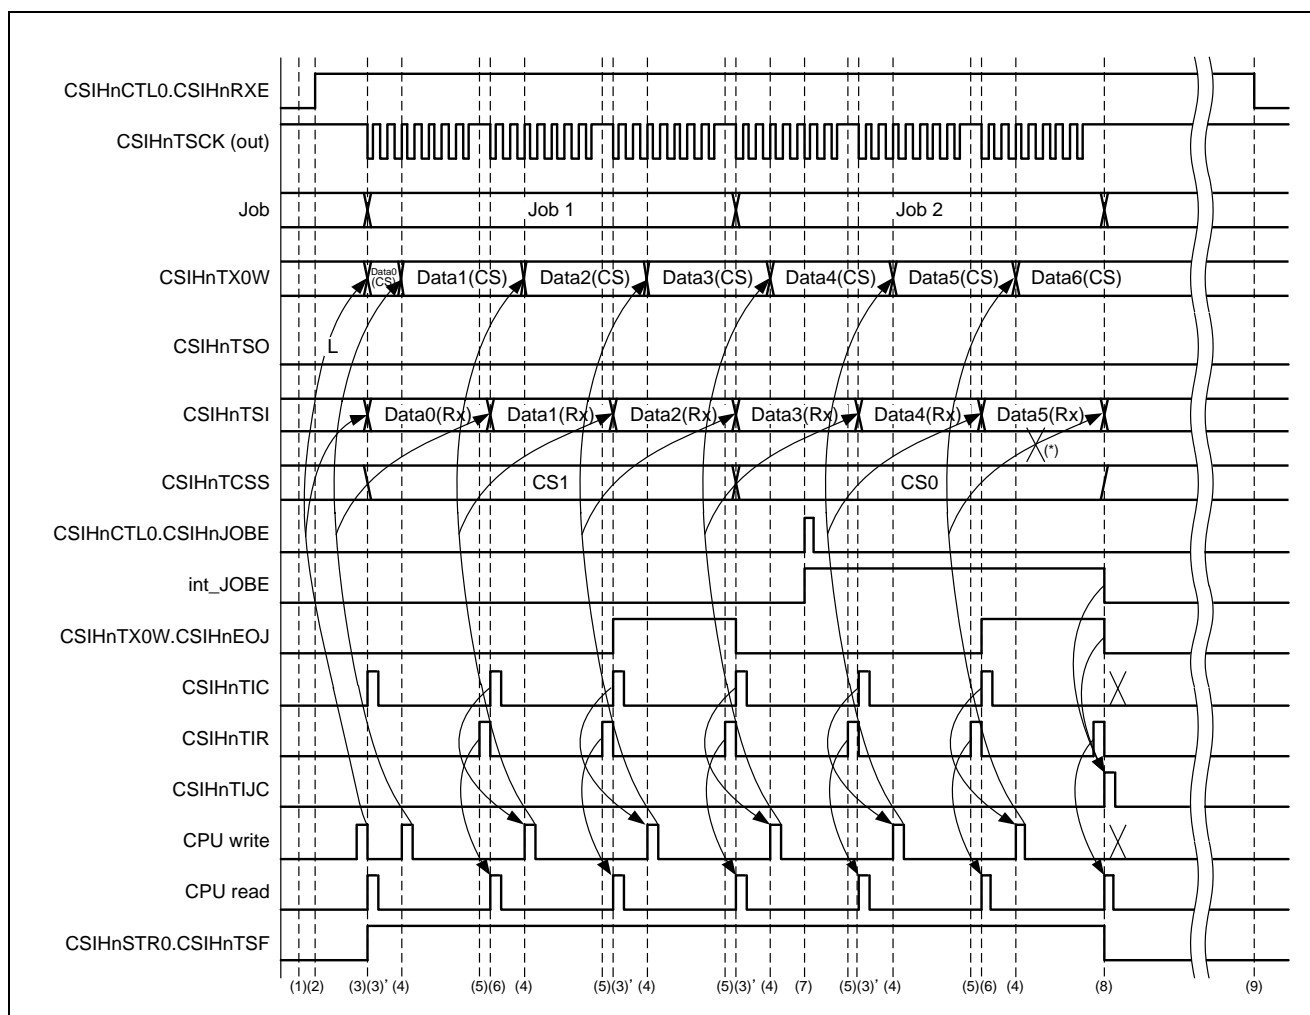 CSIHnCTL0.CSIHnRXE
CSIHnTSCK (out)
Job Job 1 Job 2
CSIHnTX0W Data0 (CS) Data1(CS) Data2(CS) Data3(CS) Data4(CS) Data5(CS) Data6(CS)
CSIHnTSO L
CSIHnTSI Data0(Rx) Data1(Rx) Data2(Rx) Data3(Rx) Data4(Rx) Data5(Rx)
(*)
CSIHnTCSS CS1 CS0
CSIHnCTL0.CSIHnJOBE
int_JOBE
CSIHnTX0W.CSIHnEOJ
CSIHnTIC
CSIHnTIR
CSIHnTIJC
CPU write
CPU read
CSIHnSTR0.CSIHnTSF
(1)(2) (3)(3)' (4) (5)(6) (4) (5)(3)' (4) (5)(3)' (4) (7) (5)(3)' (4) (5)(6) (4) (8) (9)